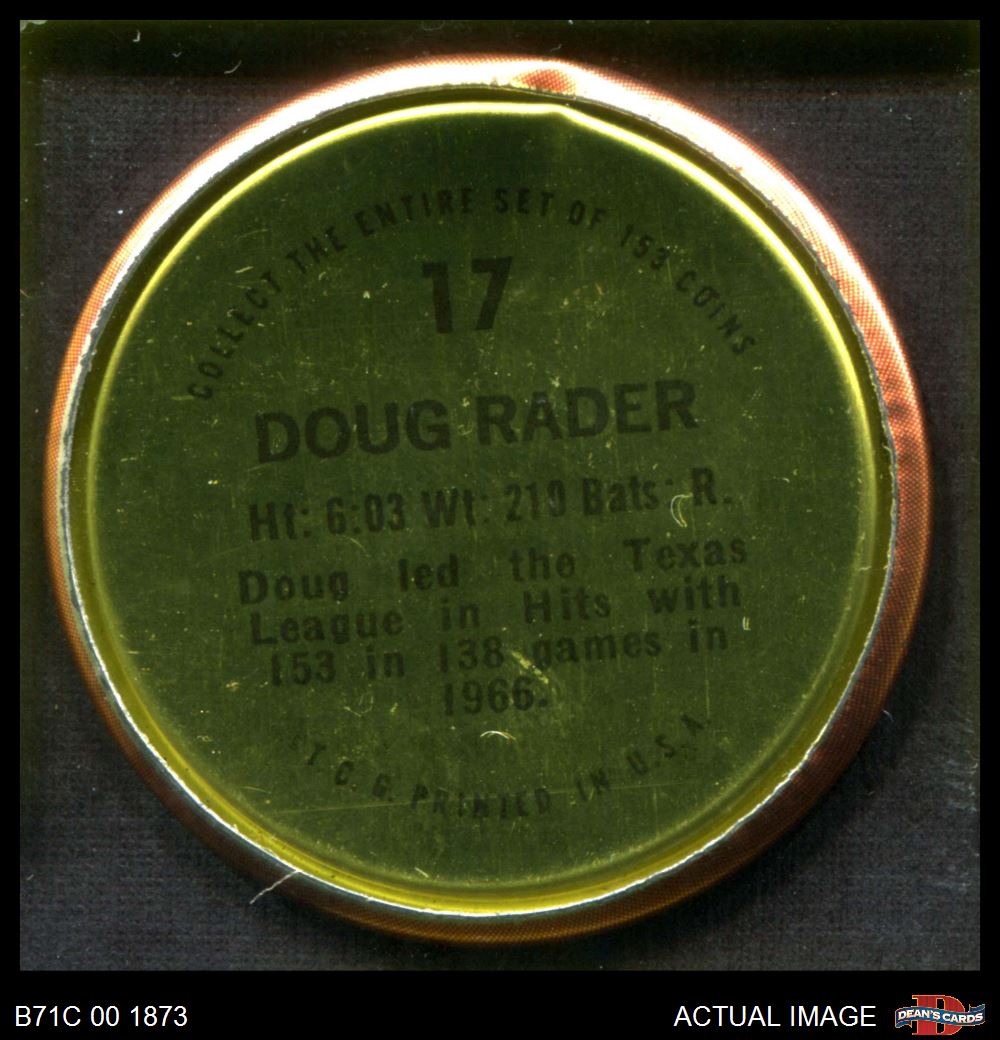 COLLECT THE ENTIRE SET OF 153 COINS
17
DOUG RADER
Ht: 6:03 Wt: 210 Bats: R.
Doug led the Texas
League in Hits with
153 in 138 games in
1966.
T. C. G. PRINTED IN U.S.A.
B71C 00 1873
ACTUAL IMAGE
D
DEAN'S CARDS